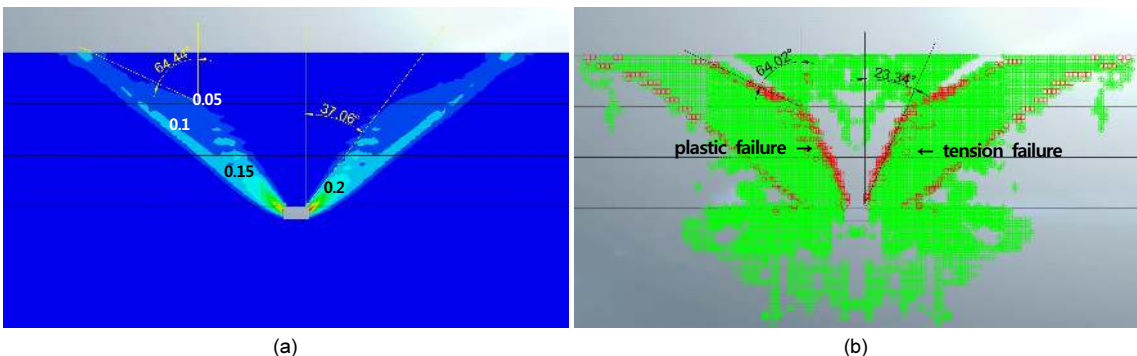 64.44°
0.05
0.1
37.06°
0.15
0.2
(a)
64.02°
23.34°
plastic failure →
← tension failure
(b)